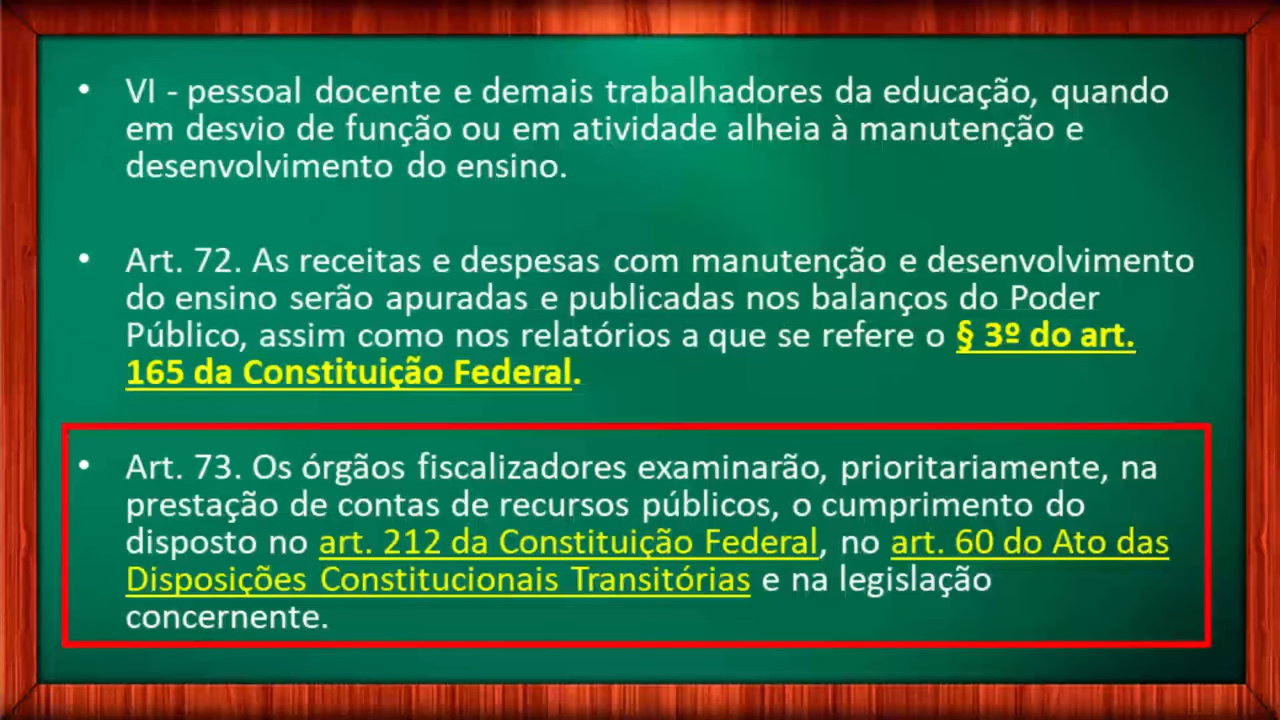 • VI - pessoal docente e demais trabalhadores da educação, quando
em desvio de função ou em atividade alheia à manutenção e
desenvolvimento do ensino.
• Art. 72. As receitas e despesas com manutenção e desenvolvimento
do ensino serão apuradas e publicadas nos balanços do Poder
Público, assim como nos relatórios a que se refere o § 3º do art.
165 da Constituição Federal.
• Art. 73. Os órgãos fiscalizadores examinarão, prioritariamente, na
prestação de contas de recursos públicos, o cumprimento do
disposto no art. 212 da Constituição Federal, no art. 60 do Ato das
Disposições Constitucionais Transitórias e na legislação
concernente.